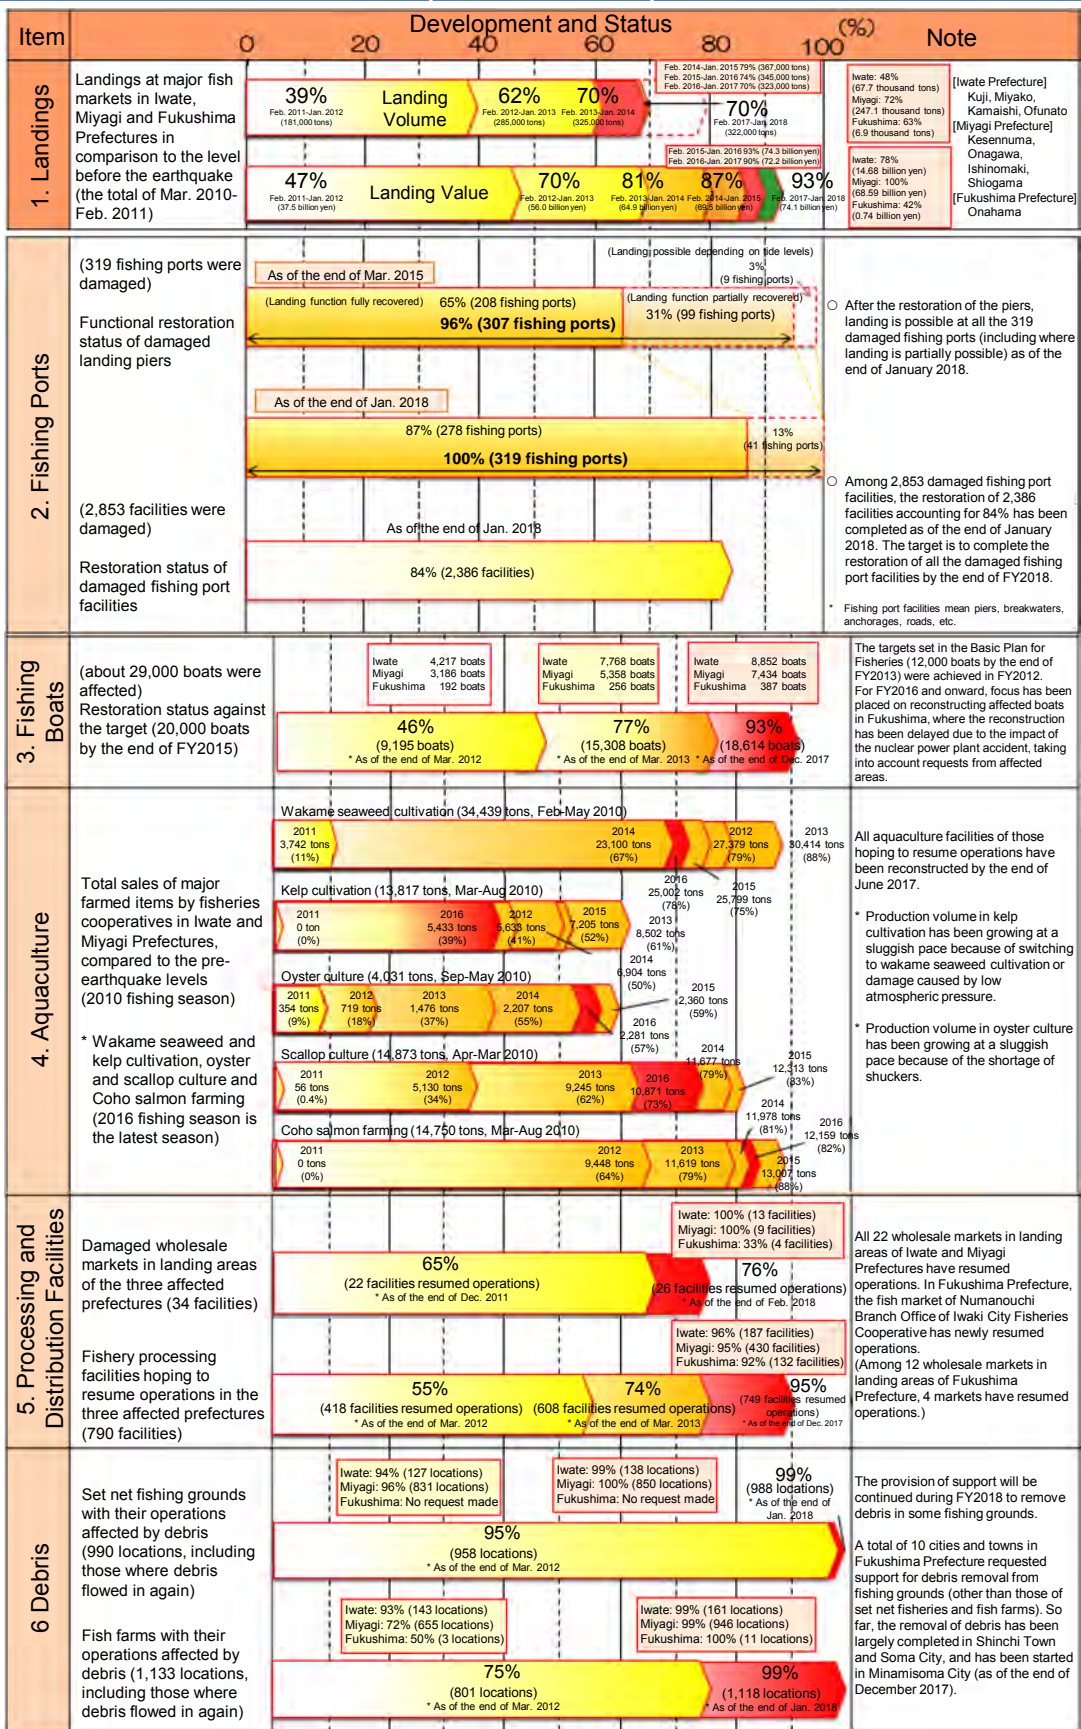 Item
Development and Status
(%)
0
20
40
60
80
100
Note
1. Landings
Landings at major fish
markets in Iwate,
Miyagi and Fukushima
Prefectures in
comparison to the level
before the earthquake
(the total of Mar. 2010-
Feb. 2011)
Feb. 2014-Jan. 2015 79% (367,000 tons)
Feb. 2015-Jan. 2016 74% (345,000 tons)
Feb. 2016-Jan. 2017 70% (323,000 tons)
39%
Feb. 2011-Jan. 2012
(181,000 tons)
Landing
Volume
62%
Feb. 2012-Jan. 2013
(285,000 tons)
70%
Feb. 2013-Jan. 2014
(325,000 tons)
70%
Feb. 2017-Jan. 2018
(322,000 tons)
Feb. 2015-Jan. 2016 93% (74.3 billion yen)
Feb. 2016-Jan. 2017 90% (72.2 billion yen)
47%
Feb. 2011-Jan. 2012
(37.5 billion yen)
Landing Value
70%
Feb. 2012-Jan. 2013
(56.0 billion yen)
81%
Feb. 2013-Jan. 2014
(64.9 billion yen)
87%
Feb. 2014-Jan. 2015
(69.5 billion yen)
93%
Feb. 2017-Jan. 2018
(74.1 billion yen)
Iwate: 48%
(67.7 thousand tons)
Miyagi: 72%
(247.1 thousand tons)
Fukushima: 63%
(6.9 thousand tons)
Iwate: 78%
(14.68 billion yen)
Miyagi: 100%
(68.59 billion yen)
Fukushima: 42%
(0.74 billion yen)
[Iwate Prefecture]
Kuji, Miyako,
Kamaishi, Ofunato
[Miyagi Prefecture]
Kesennuma,
Onagawa,
Ishinomaki,
Shiogama
[Fukushima Prefecture]
Onahama
2. Fishing Ports
(319 fishing ports were
damaged)
Functional restoration
status of damaged
landing piers
As of the end of Mar. 2015
(Landing possible depending on tide levels)
3%
(9 fishing ports)
(Landing function fully recovered) 65% (208 fishing ports)
96% (307 fishing ports)
(Landing function partially recovered)
31% (99 fishing ports)
As of the end of Jan. 2018
87% (278 fishing ports)
100% (319 fishing ports)
13%
(41 fishing ports)
(2,853 facilities were
damaged)
Restoration status of
damaged fishing port
facilities
As of the end of Jan. 2018
84% (2,386 facilities)
○ After the restoration of the piers,
landing is possible at all the 319
damaged fishing ports (including where
landing is partially possible) as of the
end of January 2018.
○ Among 2,853 damaged fishing port
facilities, the restoration of 2,386
facilities accounting for 84% has been
completed as of the end of January
2018. The target is to complete the
restoration of all the damaged fishing
port facilities by the end of FY2018.
* Fishing port facilities mean piers, breakwaters,
anchorages, roads, etc.
3. Fishing
Boats
(about 29,000 boats were
affected)
Restoration status against
the target (20,000 boats
by the end of FY2015)
Iwate 4,217 boats
Miyagi 3,186 boats
Fukushima 192 boats
Iwate 7,768 boats
Miyagi 5,358 boats
Fukushima 256 boats
Iwate 8,852 boats
Miyagi 7,434 boats
Fukushima 387 boats
46%
(9,195 boats)
* As of the end of Mar. 2012
77%
(15,308 boats)
* As of the end of Mar. 2013
93%
(18,614 boats)
* As of the end of Dec. 2017
The targets set in the Basic Plan for
Fisheries (12,000 boats by the end of
FY2013) were achieved in FY2012.
For FY2016 and onward, focus has been
placed on reconstructing affected boats
in Fukushima, where the reconstruction
has been delayed due to the impact of
the nuclear power plant accident, taking
into account requests from affected
areas.
4. Aquaculture
Total sales of major
farmed items by fisheries
cooperatives in Iwate and
Miyagi Prefectures,
compared to the pre-
earthquake levels
(2010 fishing season)
* Wakame seaweed and
kelp cultivation, oyster
and scallop culture and
Coho salmon farming
(2016 fishing season is
the latest season)
Wakame seaweed cultivation (34,439 tons, Feb-May 2010)
2011
3,742 tons
(11%)
2014
23,100 tons
(67%)
2012
27,379 tons
(79%)
2013
30,414 tons
(88%)
2016
25,002 tons
(78%)
2015
25,799 tons
(75%)
Kelp cultivation (13,817 tons, Mar-Aug 2010)
2011
0 ton
(0%)
2016
5,433 tons
(39%)
2012
5,633 tons
(41%)
2015
7,205 tons
(52%)
2013
8,502 tons
(61%)
2014
6,904 tons
(50%)
Oyster culture (4,031 tons, Sep-May 2010)
2011
354 tons
(9%)
2012
719 tons
(18%)
2013
1,476 tons
(37%)
2014
2,207 tons
(55%)
2015
2,360 tons
(59%)
2016
2,281 tons
(57%)
Scallop culture (14,873 tons, Apr-Mar 2010)
2011
56 tons
(0.4%)
2012
5,130 tons
(34%)
2013
9,245 tons
(62%)
2016
10,871 tons
(73%)
2014
11,677 tons
(79%)
2015
12,313 tons
(83%)
Coho salmon farming (14,750 tons, Mar-Aug 2010)
2011
0 tons
(0%)
2012
9,448 tons
(64%)
2013
11,619 tons
(79%)
2014
11,978 tons
(81%)
2016
12,159 tons
(82%)
2015
13,007 tons
(88%)
All aquaculture facilities of those
hoping to resume operations have
been reconstructed by the end of
June 2017.
* Production volume in kelp
cultivation has been growing at a
sluggish pace because of switching
to wakame seaweed cultivation or
damage caused by low
atmospheric pressure.
* Production volume in oyster culture
has been growing at a sluggish
pace because of the shortage of
shuckers.
5. Processing and
Distribution Facilities
Damaged wholesale
markets in landing areas
of the three affected
prefectures (34 facilities)
Iwate: 100% (13 facilities)
Miyagi: 100% (9 facilities)
Fukushima: 33% (4 facilities)
65%
(22 facilities resumed operations)
* As of the end of Dec. 2011
76%
(26 facilities resumed operations)
* As of the end of Feb. 2018
Fishery processing
facilities hoping to
resume operations in the
three affected prefectures
(790 facilities)
Iwate: 96% (187 facilities)
Miyagi: 95% (430 facilities)
Fukushima: 92% (132 facilities)
55%
(418 facilities resumed operations)
* As of the end of Mar. 2012
74%
(608 facilities resumed operations)
* As of the end of Mar. 2013
95%
(749 facilities resumed
operations)
* As of the end of Dec. 2017
All 22 wholesale markets in landing
areas of Iwate and Miyagi
Prefectures have resumed
operations. In Fukushima Prefecture,
the fish market of Numanouchi
Branch Office of Iwaki City Fisheries
Cooperative has newly resumed
operations.
(Among 12 wholesale markets in
landing areas of Fukushima
Prefecture, 4 markets have resumed
operations.)
6 Debris
Set net fishing grounds
with their operations
affected by debris
(990 locations, including
those where debris
flowed in again)
Iwate: 94% (127 locations)
Miyagi: 96% (831 locations)
Fukushima: No request made
Iwate: 99% (138 locations)
Miyagi: 100% (850 locations)
Fukushima: No request made
99%
(988 locations)
* As of the end of
Jan. 2018
95%
(958 locations)
* As of the end of Mar. 2012
Fish farms with their
operations affected by
debris (1,133 locations,
including those where
debris flowed in again)
Iwate: 93% (143 locations)
Miyagi: 72% (655 locations)
Fukushima: 50% (3 locations)
Iwate: 99% (161 locations)
Miyagi: 99% (946 locations)
Fukushima: 100% (11 locations)
75%
(801 locations)
* As of the end of Mar. 2012
99%
(1,118 locations)
* As of the end of Jan. 2018
The provision of support will be
continued during FY2018 to remove
debris in some fishing grounds.
A total of 10 cities and towns in
Fukushima Prefecture requested
support for debris removal from
fishing grounds (other than those of
set net fisheries and fish farms). So
far, the removal of debris has been
largely completed in Shinchi Town
and Soma City, and has been started
in Minamisoma City (as of the end of
December 2017).